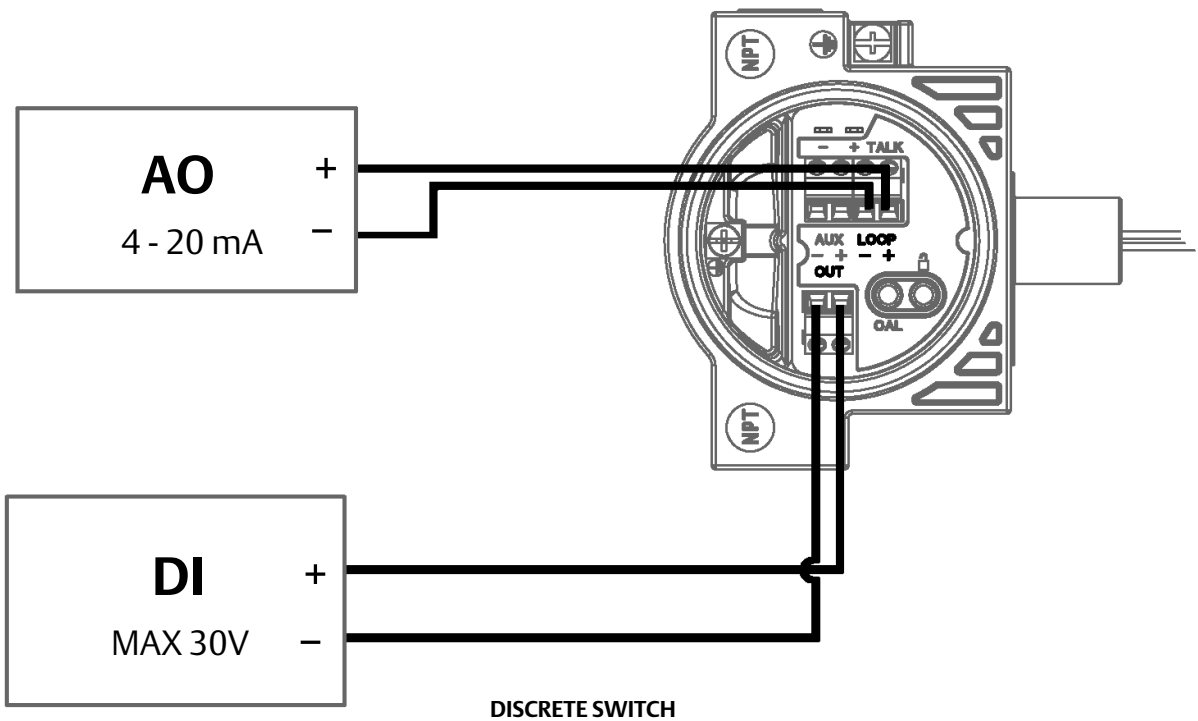 NPT
AO
+
4 - 20 mA
−
− + TALK
AUX LOOP
− + − +
OUT
CAL
NPT
DI
+
MAX 30V
−
DISCRETE SWITCH